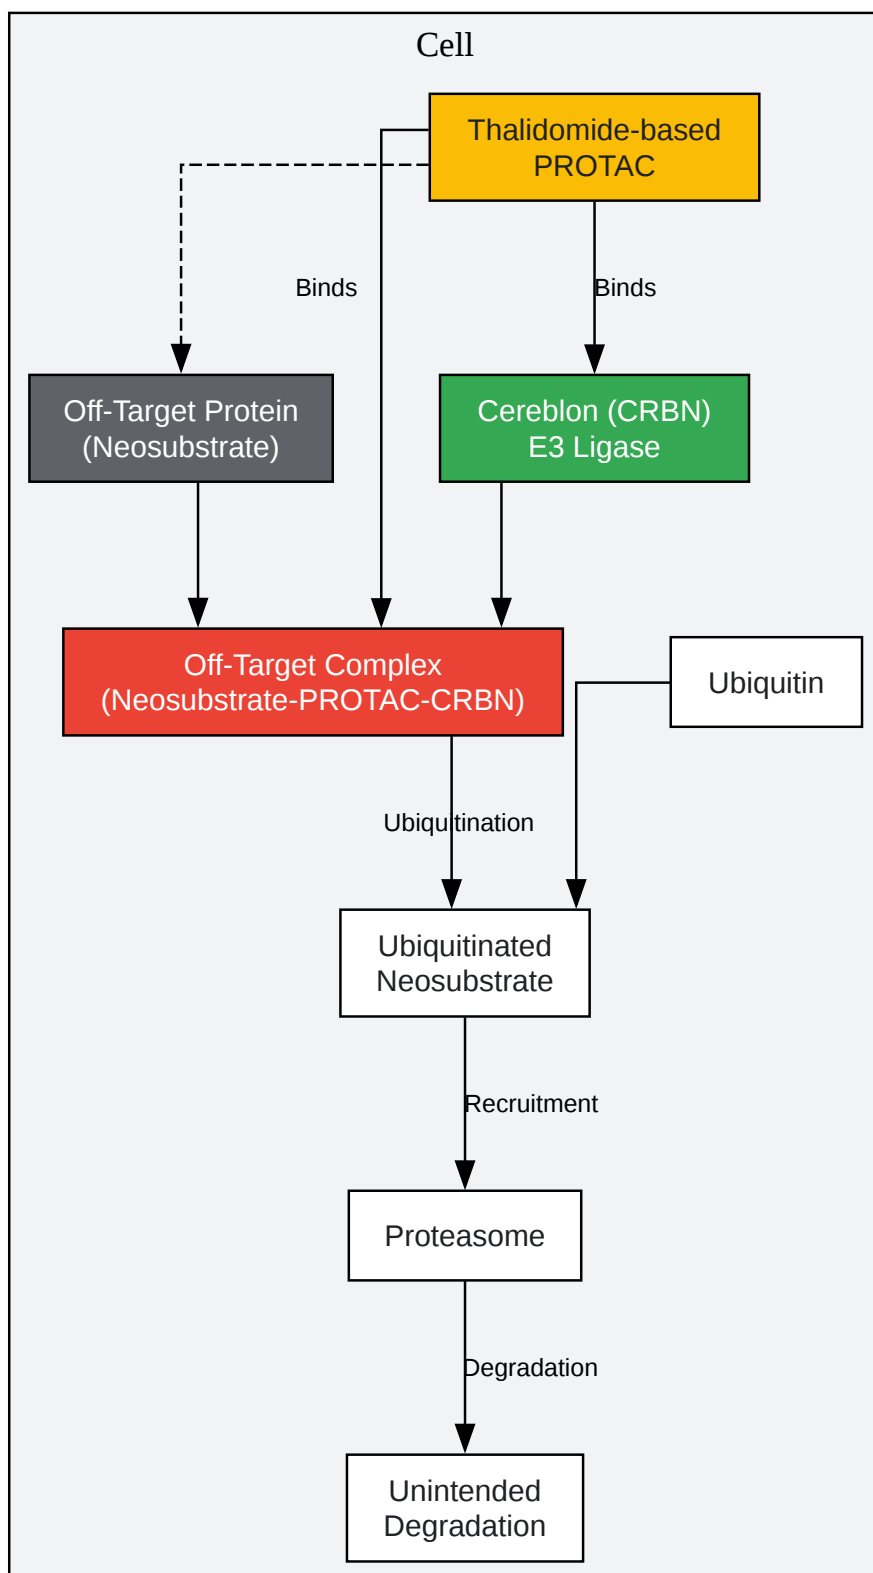 Cell
Thalidomide-based
PROTAC
Binds
Binds
Off-Target Protein
(Neosubstrate)
Cereblon (CRBN)
E3 Ligase
Off-Target Complex
(Neosubstrate-PROTAC-CRBN)
Ubiquitin
Ubiquitination
Ubiquitinated
Neosubstrate
Recruitment
Proteasome
Degradation
Unintended
Degradation